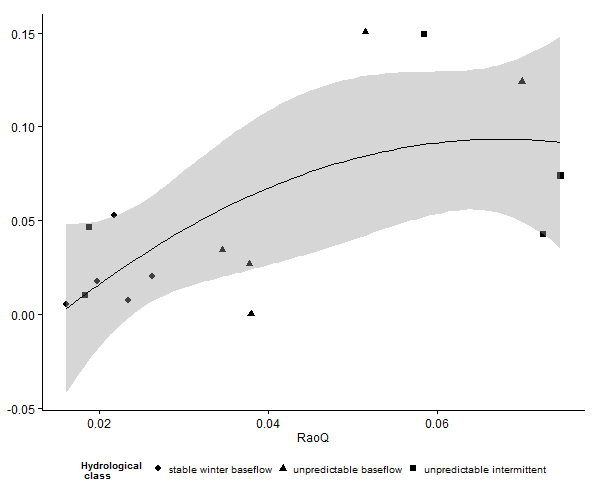 0.15
0.10
0.05
0.00
-0.05
0.02 0.04 0.06
RaoQ
Hydrological
class
stable winter baseflow unpredictable baseflow unpredictable intermittent